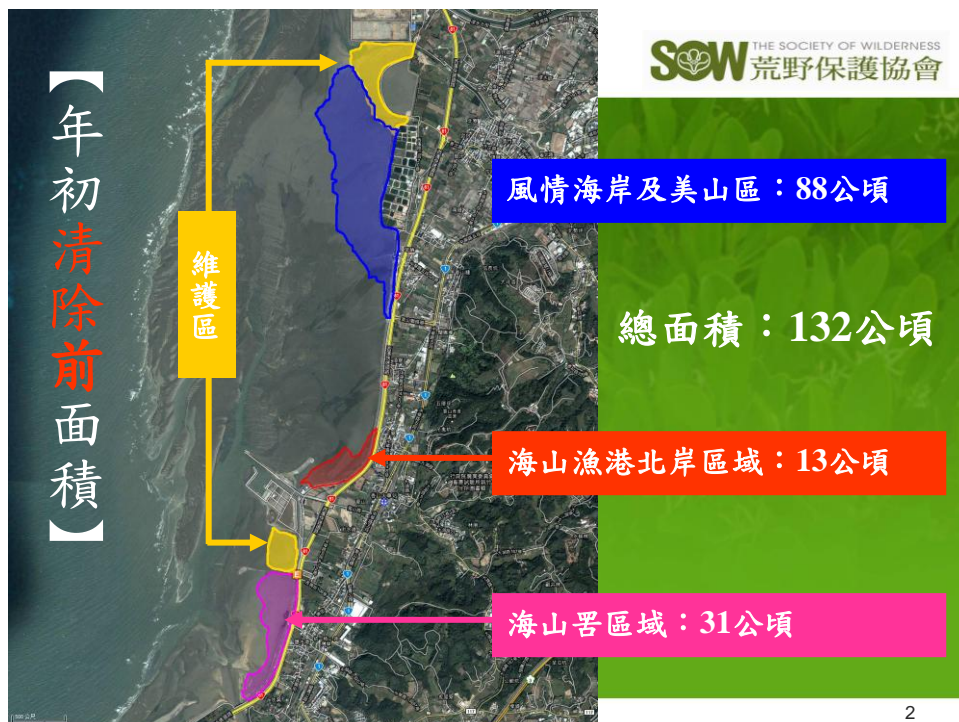 【年初清除前面積】
THE SOCIETY OF WILDERNESS
SOW荒野保護協會
風情海岸及美山區：88公頃
維護區
總面積：132公頃
海山漁港北岸區域：13公頃
海山罟區域：31公頃
2